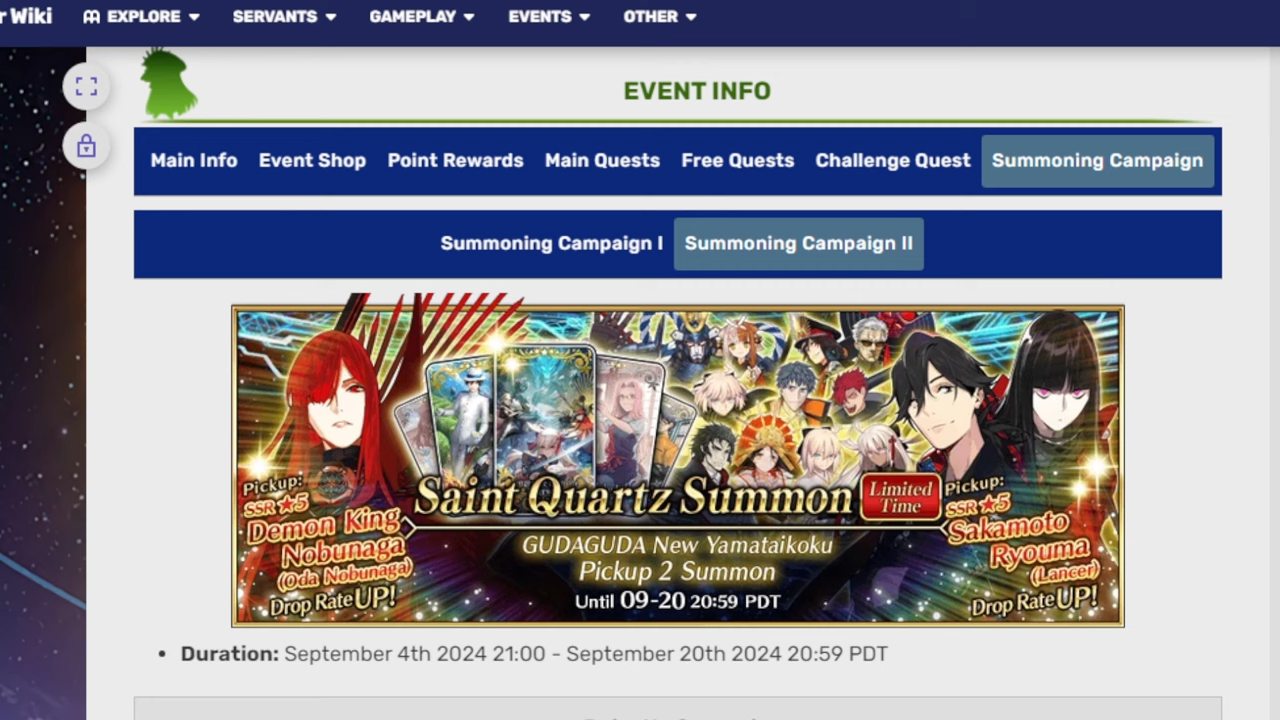 r Wiki
EXPLORE
SERVANTS
GAMEPLAY
EVENTS
OTHER
EVENT INFO
Main Info
Event Shop
Point Rewards
Main Quests
Free Quests
Challenge Quest
Summoning Campaign
Summoning Campaign I
Summoning Campaign II
Pickup:
SSR ★5
Demon King
Nobunaga
(Oda Nobunaga)
Drop Rate UP!
Saint Quartz Summon
Limited
Time
GUDAGUDA New Yamataikoku
Pickup 2 Summon
Until 09-20 20:59 PDT
Pickup:
SSR ★5
Sakamoto
Ryouma
(Lancer)
Drop Rate UP!
• Duration: September 4th 2024 21:00 - September 20th 2024 20:59 PDT